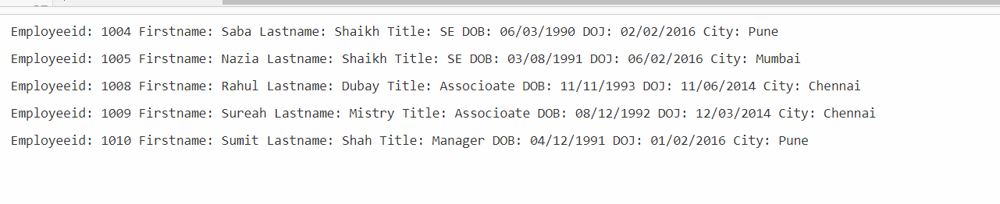 Employeeid: 1004 Firstname: Saba Lastname: Shaikh Title: SE DOB: 06/03/1990 DOJ: 02/02/2016 City: Pune
Employeeid: 1005 Firstname: Nazia Lastname: Shaikh Title: SE DOB: 03/08/1991 DOJ: 06/02/2016 City: Mumbai
Employeeid: 1008 Firstname: Rahul Lastname: Dubay Title: Associoate DOB: 11/11/1993 DOJ: 11/06/2014 City: Chennai
Employeeid: 1009 Firstname: Sureah Lastname: Mistry Title: Associoate DOB: 08/12/1992 DOJ: 12/03/2014 City: Chennai
Employeeid: 1010 Firstname: Sumit Lastname: Shah Title: Manager DOB: 04/12/1991 DOJ: 01/02/2016 City: Pune